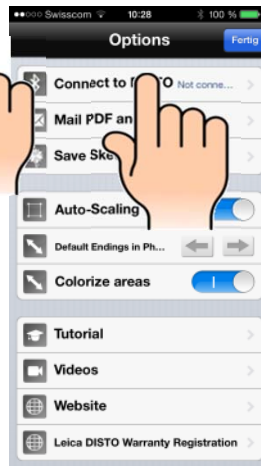 Swisscom 10:28 100 %
Options Fertig
Connect to DISTO Not conne...
Mail PDF an
Save Ske
Auto-Scaling
Default Endings in Ph...
Colorize areas
Tutorial
Videos
Website
Leica DISTO Warranty Registration